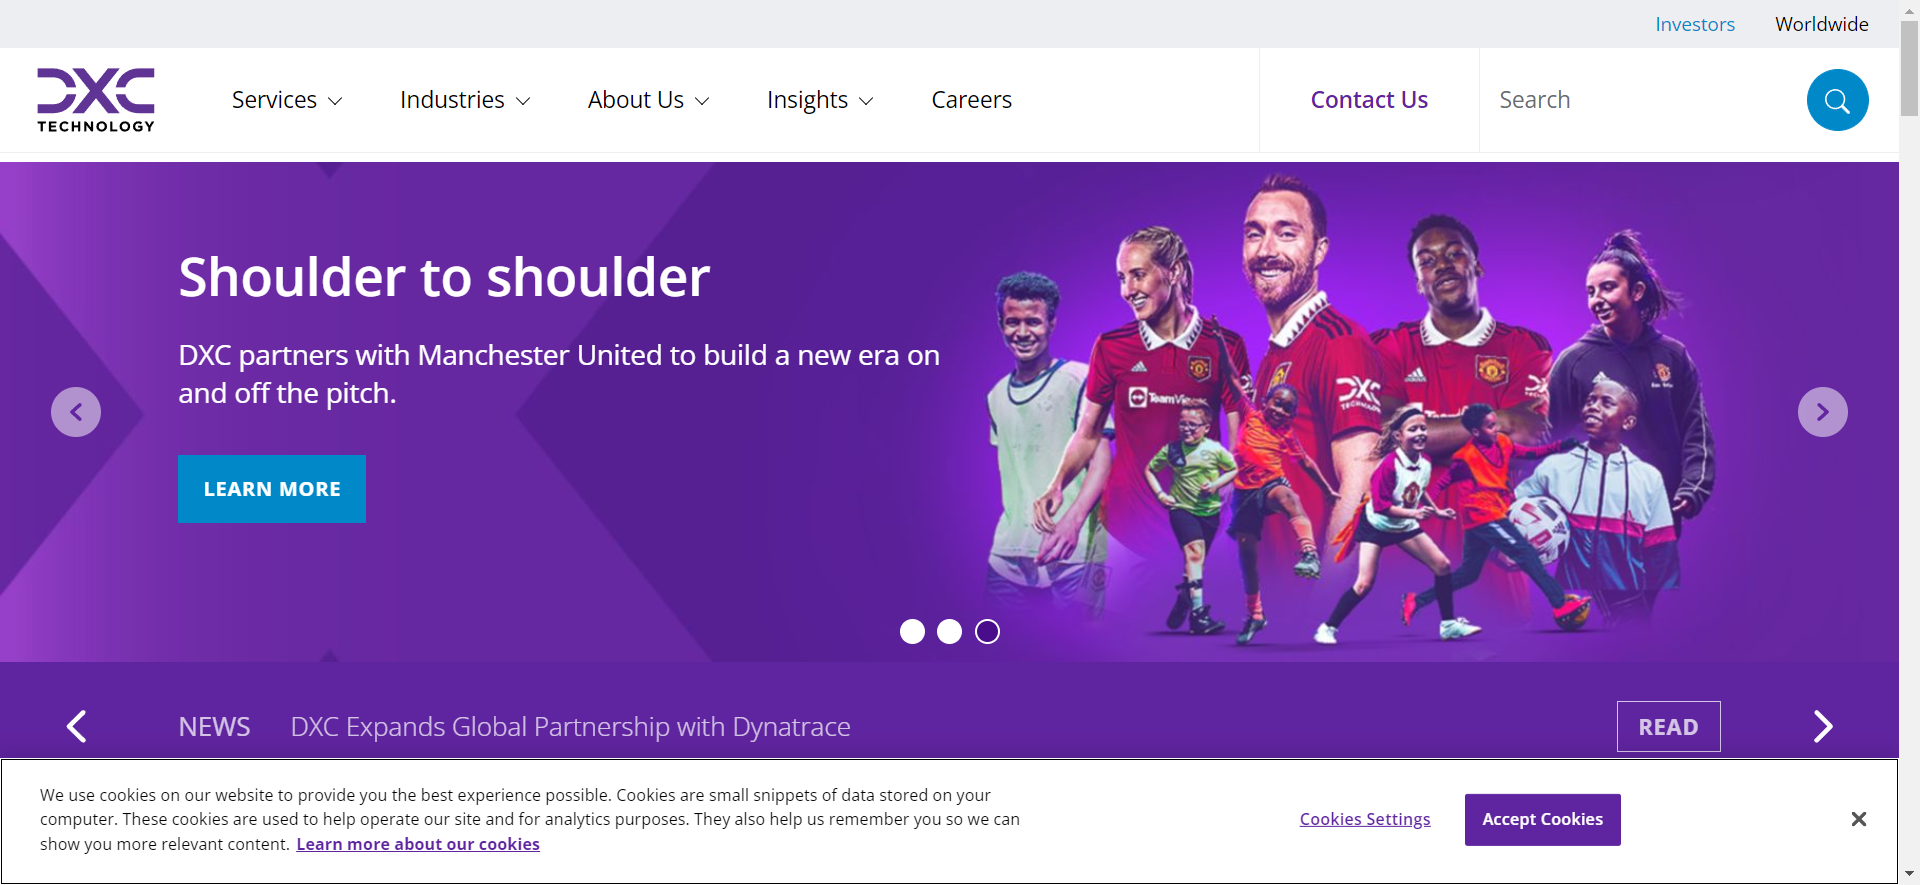 Investors
Worldwide
DXC
TECHNOLOGY
Services
Industries
About Us
Insights
Careers
Contact Us
Search
Shoulder to shoulder
DXC partners with Manchester United to build a new era on
and off the pitch.
LEARN MORE
adidas
DXC
TECHNOLOGY
NEWS
DXC Expands Global Partnership with Dynatrace
READ
We use cookies on our website to provide you the best experience possible. Cookies are small snippets of data stored on your
computer. These cookies are used to help operate our site and for analytics purposes. They also help us remember you so we can
show you more relevant content. Learn more about our cookies
Cookies Settings
Accept Cookies